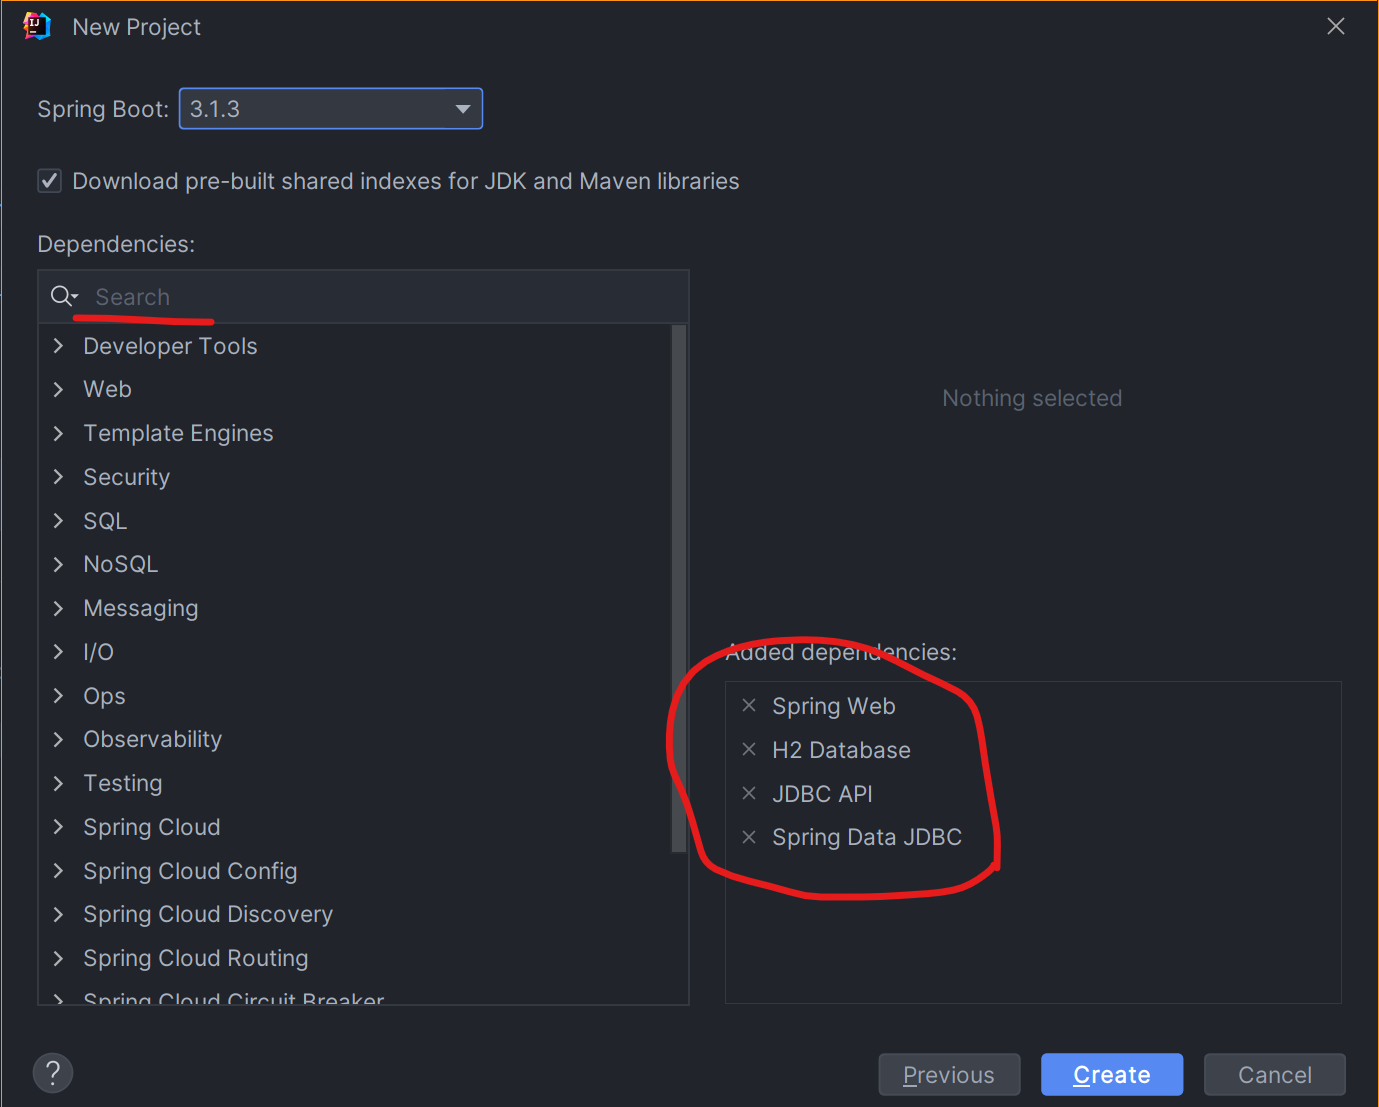 New Project
Spring Boot: 3.1.3
Download pre-built shared indexes for JDK and Maven libraries
Dependencies:
Search
Developer Tools
Web
Template Engines
Security
SQL
NoSQL
Messaging
I/O
Ops
Observability
Testing
Spring Cloud
Spring Cloud Config
Spring Cloud Discovery
Spring Cloud Routing
Spring Cloud Circuit Breaker
Nothing selected
Added dependencies:
Spring Web
H2 Database
JDBC API
Spring Data JDBC
?
Previous
Create
Cancel